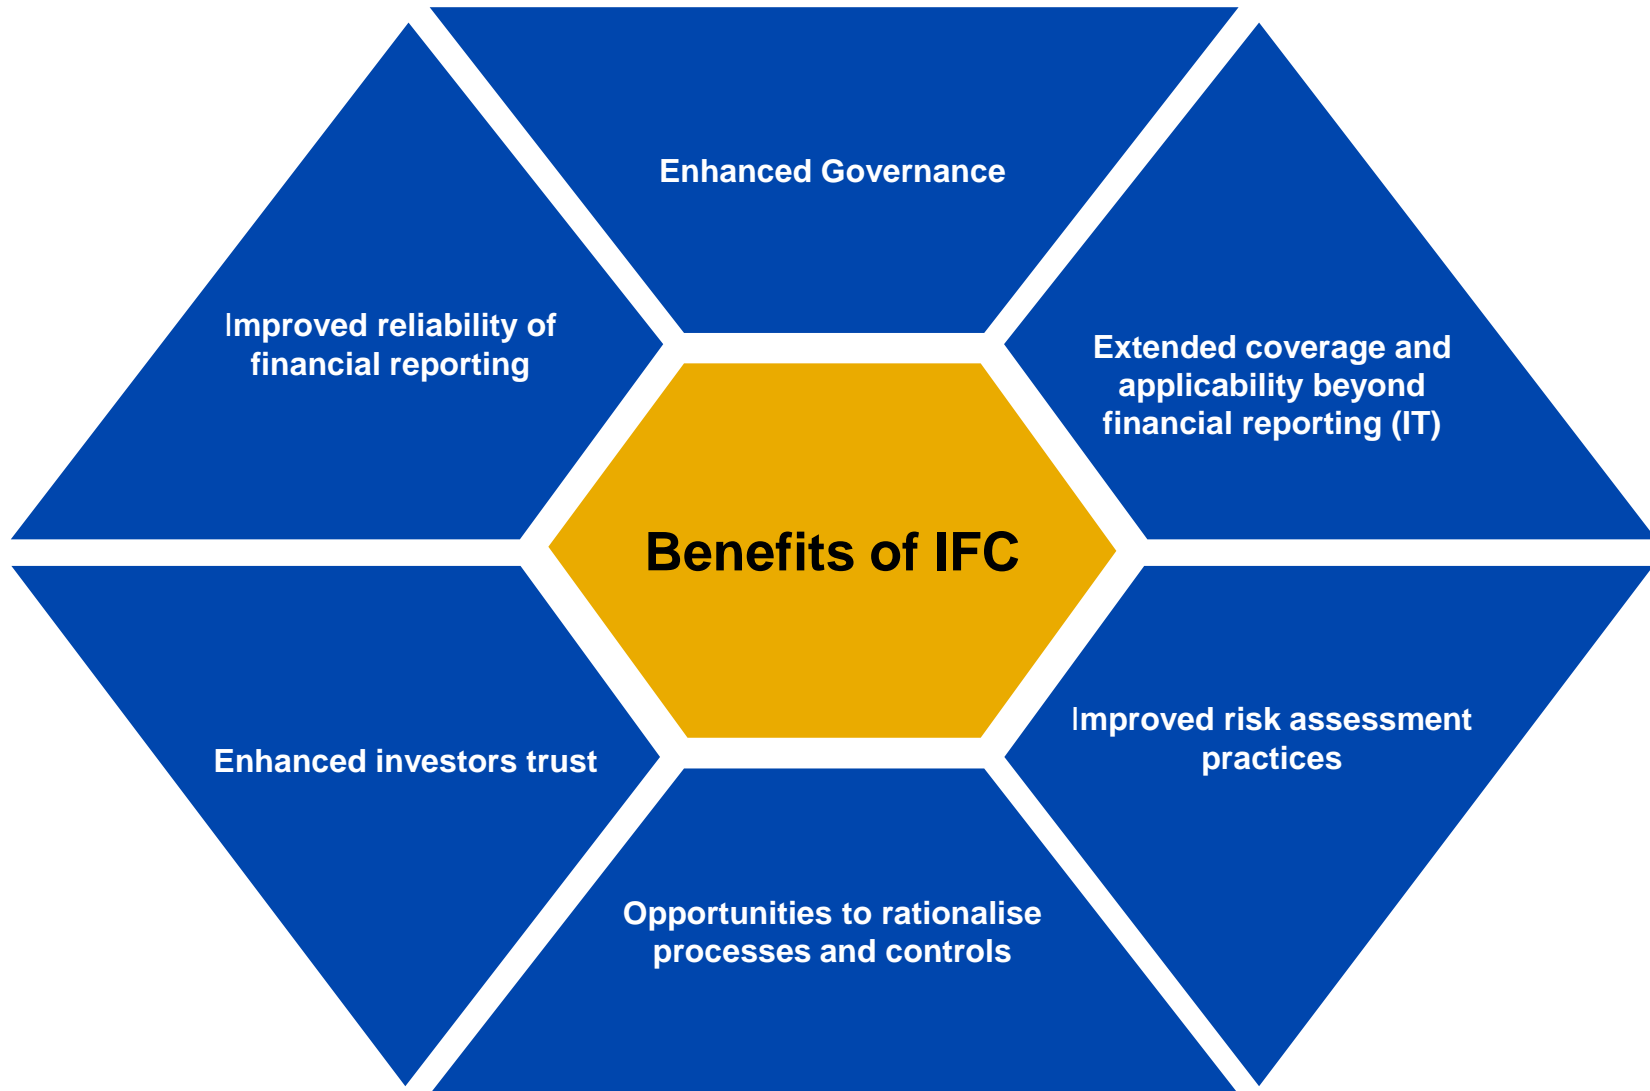 Enhanced Governance
Improved reliability of
financial reporting
Extended coverage and
applicability beyond
financial reporting (IT)
Benefits of IFC
Enhanced investors trust
Improved risk assessment
practices
Opportunities to rationalise
processes and controls